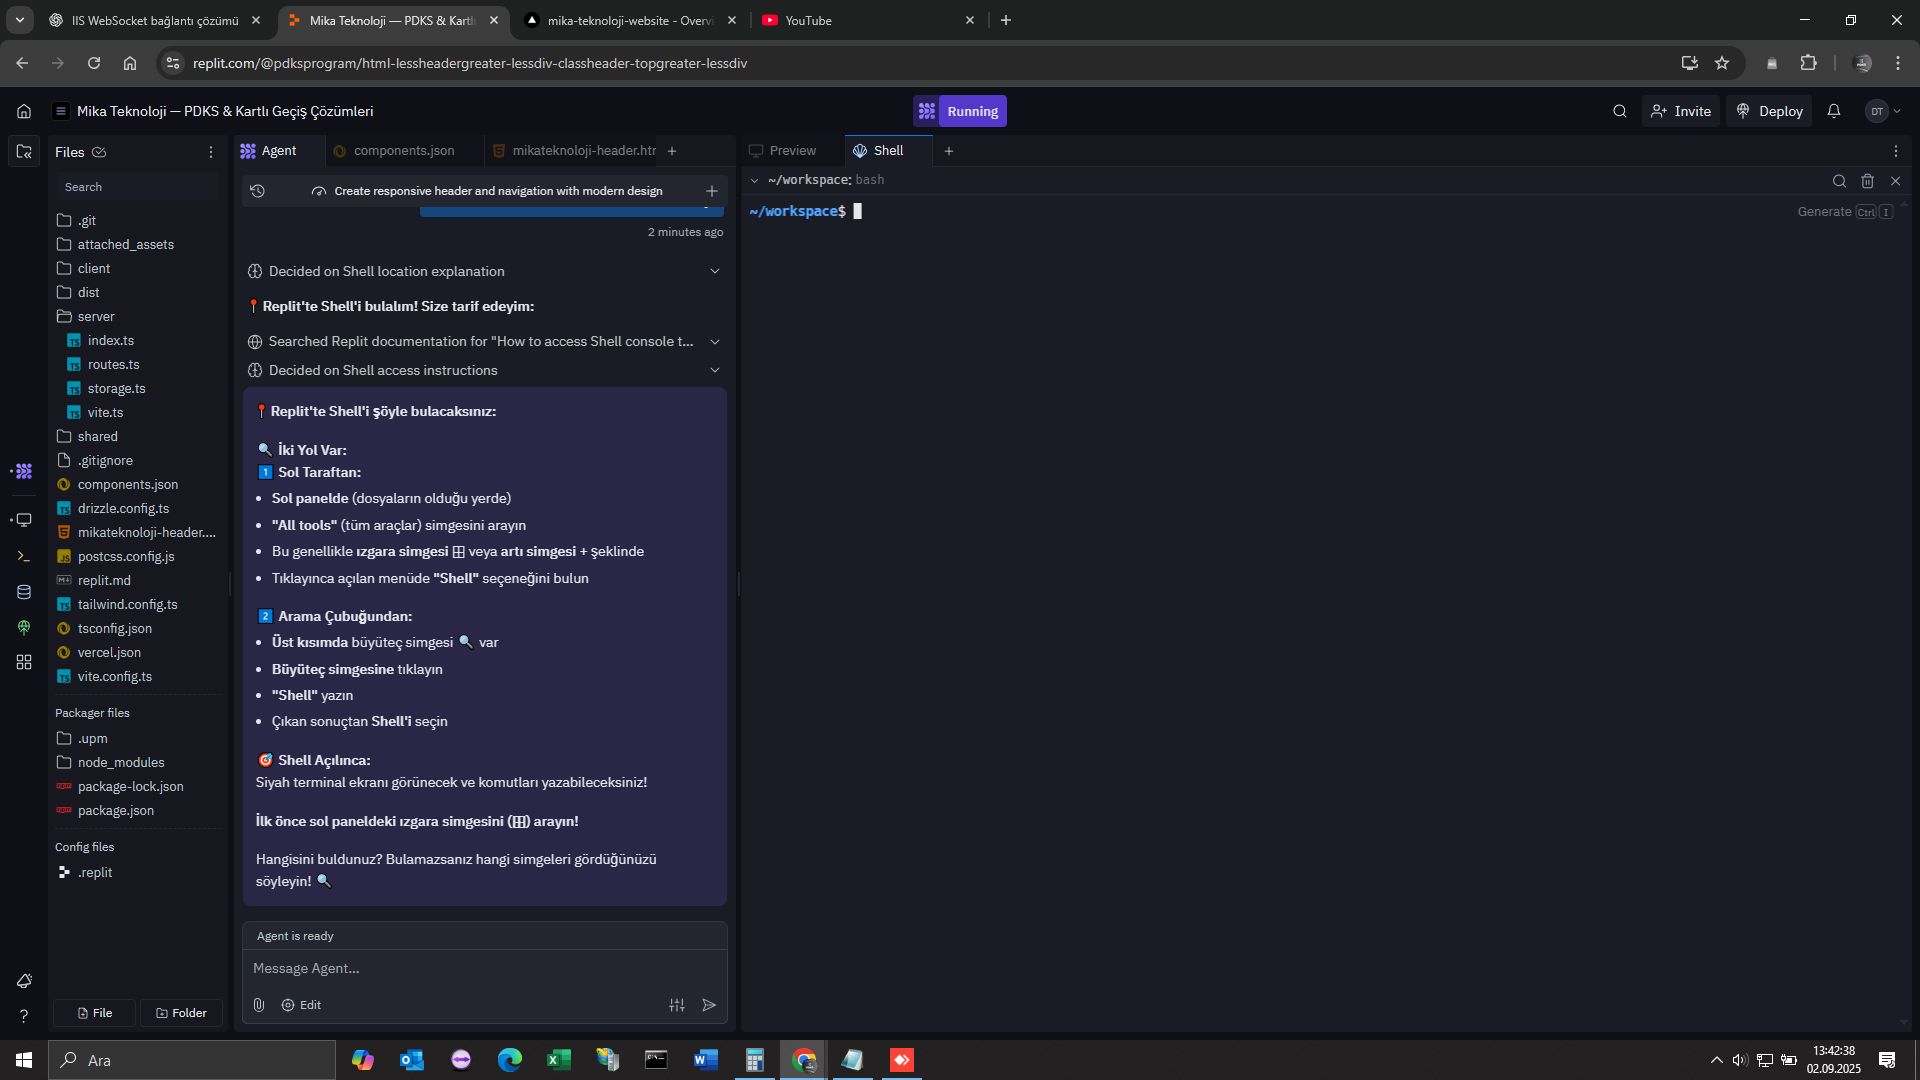 IIS WebSocket bağlantı çözümü
Mika Teknoloji — PDKS & Kartlı
mika-teknoloji-website - Overvi
YouTube
replit.com/@pdksprogram/html-lessheadergreater-lessdiv-classheader-topgreater-lessdiv
Mika Teknoloji — PDKS & Kartlı Geçiş Çözümleri
Running
Invite
Deploy
DT
Files
Search
.git
attached_assets
client
dist
server
index.ts
routes.ts
storage.ts
vite.ts
shared
.gitignore
components.json
drizzle.config.ts
mikateknoloji-header....
postcss.config.js
replit.md
tailwind.config.ts
tsconfig.json
vercel.json
vite.config.ts
Packager files
.upm
node_modules
package-lock.json
package.json
Config files
.replit
File
Folder
Agent
components.json
mikateknoloji-header.htr
Create responsive header and navigation with modern design
2 minutes ago
Decided on Shell location explanation
📍Replit'te Shell'i bulalım! Size tarif edeyim:
Searched Replit documentation for "How to access Shell console t...
Decided on Shell access instructions
📍Replit'te Shell'i şöyle bulacaksınız:
🔍 İki Yol Var:
1️⃣ Sol Taraftan:
• Sol panelde (dosyaların olduğu yerde)
• "All tools" (tüm araçlar) simgesini arayın
• Bu genellikle ızgara simgesi ⊞ veya artı simgesi + şeklinde
• Tıklayınca açılan menüde "Shell" seçeneğini bulun
2️⃣ Arama Çubuğundan:
• Üst kısımda büyüteç simgesi 🔍 var
• Büyüteç simgesine tıklayın
• "Shell" yazın
• Çıkan sonuçtan Shell'i seçin
🎯 Shell Açılınca:
Siyah terminal ekranı görünecek ve komutları yazabileceksiniz!
İlk önce sol paneldeki ızgara simgesini (⊞) arayın!
Hangisini buldunuz? Bulamazsanız hangi simgeleri gördüğünüzü
söyleyin! 🔍
Agent is ready
Message Agent...
Edit
Preview
Shell
~/workspace: bash
~/workspace$
Generate Ctrl I
Ara
13:42:38
02.09.2025